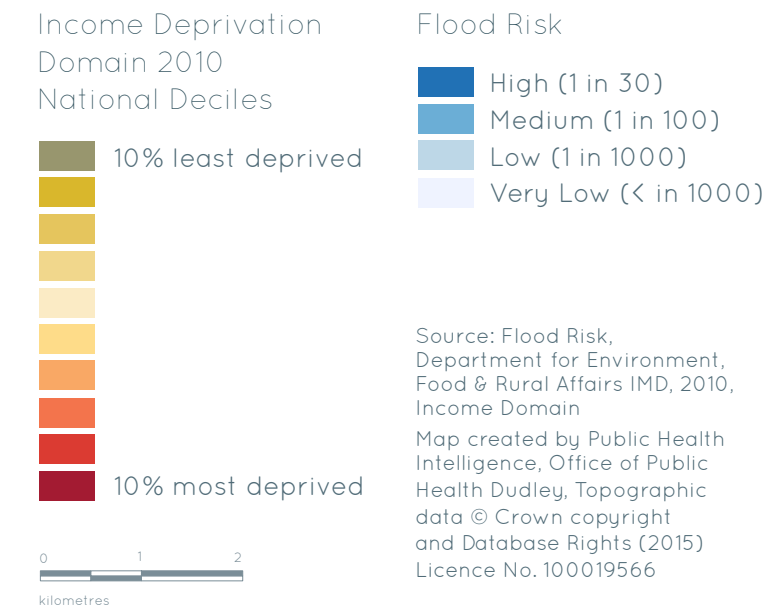 Income Deprivation
Domain 2010
National Deciles
10% least deprived
10% most deprived
0 1 2
kilometres
Flood Risk
High (1 in 30)
Medium (1 in 100)
Low (1 in 1000)
Very Low (< in 1000)
Source: Flood Risk,
Department for Environment,
Food & Rural Affairs IMD, 2010,
Income Domain
Map created by Public Health
Intelligence, Office of Public
Health Dudley, Topographic
data © Crown copyright
and Database Rights (2015)
Licence No. 100019566